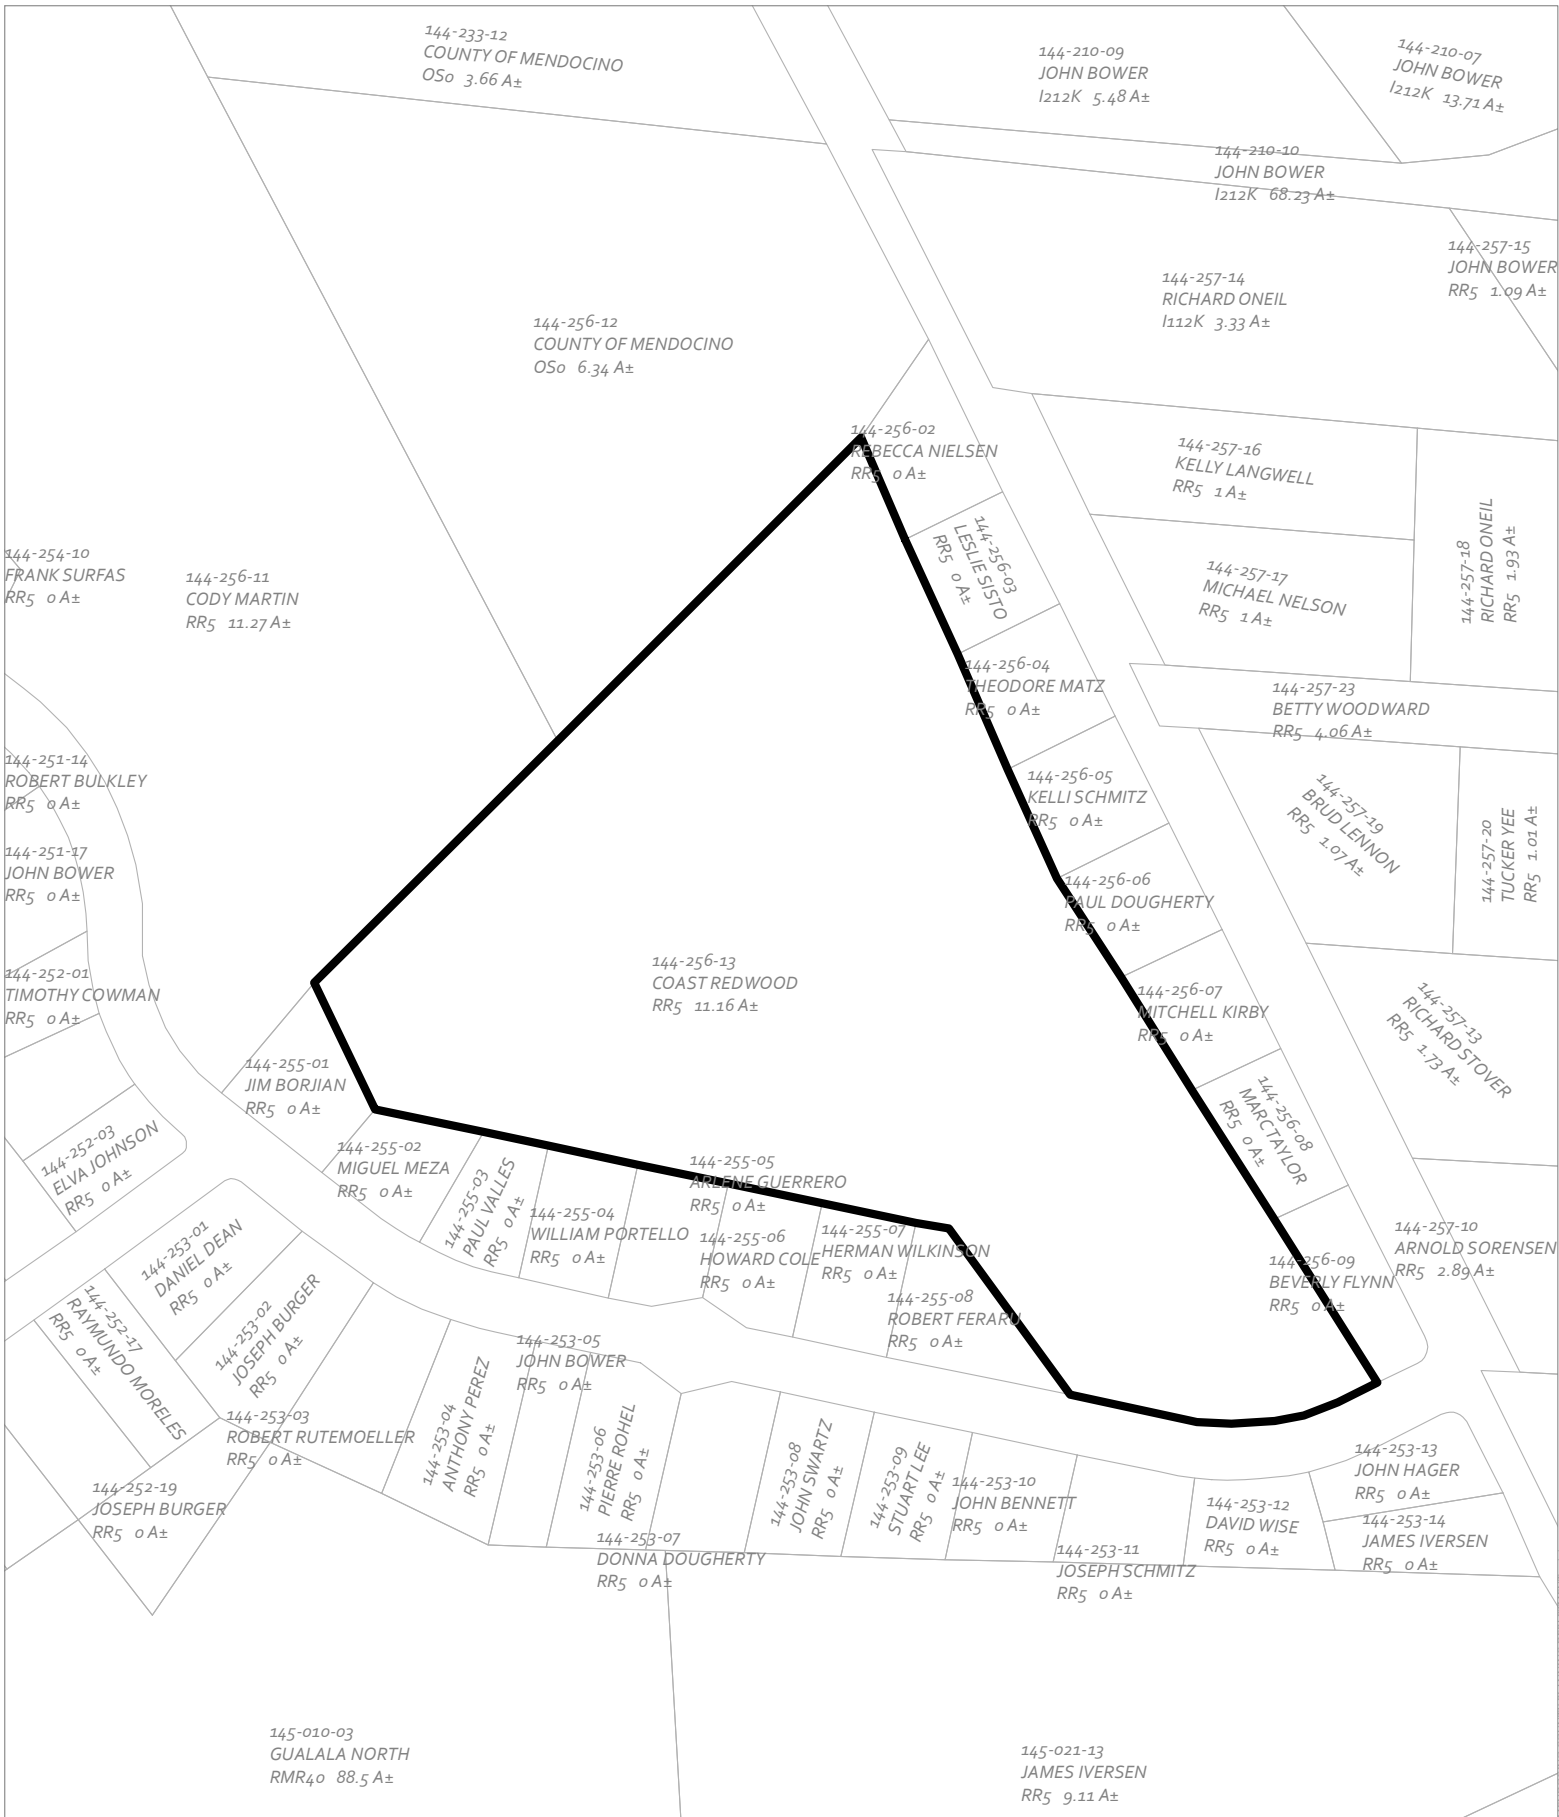 144-233-12
COUNTY OF MENDOCINO
OS0 3.66 A±
144-210-09
JOHN BOWER
I212K 5.48 A±
144-210-07
JOHN BOWER
I212K 13.71 A±
144-210-10
JOHN BOWER
I212K 68.23 A±
144-257-15
JOHN BOWER
RR5 1.09 A±
144-257-14
RICHARD ONEIL
I112K 3.33 A±
144-256-12
COUNTY OF MENDOCINO
OS0 6.34 A±
144-256-02
REBECCA NIELSEN
RR5 0 A±
144-257-16
KELLY LANGWELL
RR5 1 A±
144-257-18
RICHARD ONEIL
RR5 1.93 A±
144-256-03
LESLIE SISTO
RR5 0 A±
144-254-10
FRANK SURFAS
RR5 0 A±
144-256-11
CODY MARTIN
RR5 11.27 A±
144-257-17
MICHAEL NELSON
RR5 1 A±
144-256-04
THEODORE MATZ
RR5 0 A±
144-257-23
BETTY WOODWARD
RR5 4.06 A±
144-251-14
ROBERT BULKLEY
RR5 0 A±
144-256-05
KELLI SCHMITZ
RR5 0 A±
144-257-19
BRUD LENNON
RR5 1.07 A±
144-257-20
TUCKER YEE
RR5 1.01 A±
144-251-17
JOHN BOWER
RR5 0 A±
144-256-06
PAUL DOUGHERTY
RR5 0 A±
144-252-01
TIMOTHY COWMAN
RR5 0 A±
144-256-13
COAST REDWOOD
RR5 11.16 A±
144-256-07
MITCHELL KIRBY
RR5 0 A±
144-257-13
RICHARD STOVER
RR5 1.73 A±
144-255-01
JIM BORJIAN
RR5 0 A±
144-256-08
MARC TAYLOR
RR5 0 A±
144-252-03
ELVA JOHNSON
RR5 0 A±
144-255-02
MIGUEL MEZA
RR5 0 A±
144-255-03
PAUL VALLES
RR5 0 A±
144-255-05
ARLENE GUERRERO
RR5 0 A±
144-255-04
WILLIAM PORTELLO
RR5 0 A±
144-255-06
HOWARD COLE
RR5 0 A±
144-255-07
HERMAN WILKINSON
RR5 0 A±
144-257-10
ARNOLD SORENSEN
RR5 2.89 A±
144-256-09
BEVERLY FLYNN
RR5 0 A±
144-253-01
DANIEL DEAN
RR5 0 A±
144-255-08
ROBERT FERARU
RR5 0 A±
144-252-17
RAYMUNDO MORELES
RR5 0 A±
144-253-02
JOSEPH BURGER
RR5 0 A±
144-253-05
JOHN BOWER
RR5 0 A±
144-253-03
ROBERT RUTEMOELLER
RR5 0 A±
144-253-04
ANTHONY PEREZ
RR5 0 A±
144-253-06
PIERRE ROHEL
RR5 0 A±
144-253-08
JOHN SWARTZ
RR5 0 A±
144-253-09
STUART LEE
RR5 0 A±
144-253-10
JOHN BENNETT
RR5 0 A±
144-253-13
JOHN HAGER
RR5 0 A±
144-252-19
JOSEPH BURGER
RR5 0 A±
144-253-12
DAVID WISE
RR5 0 A±
144-253-14
JAMES IVERSEN
RR5 0 A±
144-253-07
DONNA DOUGHERTY
RR5 0 A±
144-253-11
JOSEPH SCHMITZ
RR5 0 A±
145-010-03
GUALALA NORTH
RMR40 88.5 A±
145-021-13
JAMES IVERSEN
RR5 9.11 A±